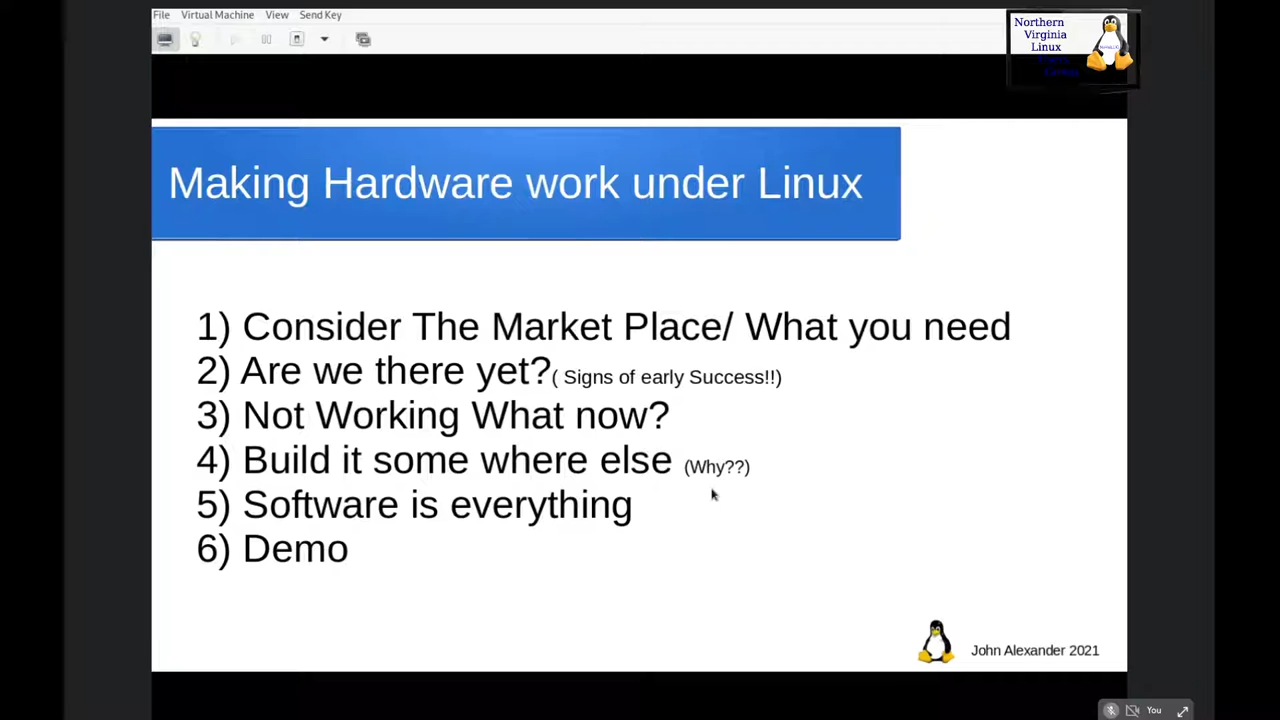 File Virtual Machine View Send Key
Northern
Virginia
Linux
Users
Group
Making Hardware work under Linux
1) Consider The Market Place/ What you need
2) Are we there yet?( Signs of early Success!!)
3) Not Working What now?
4) Build it some where else (Why??)
5) Software is everything
6) Demo
John Alexander 2021
You